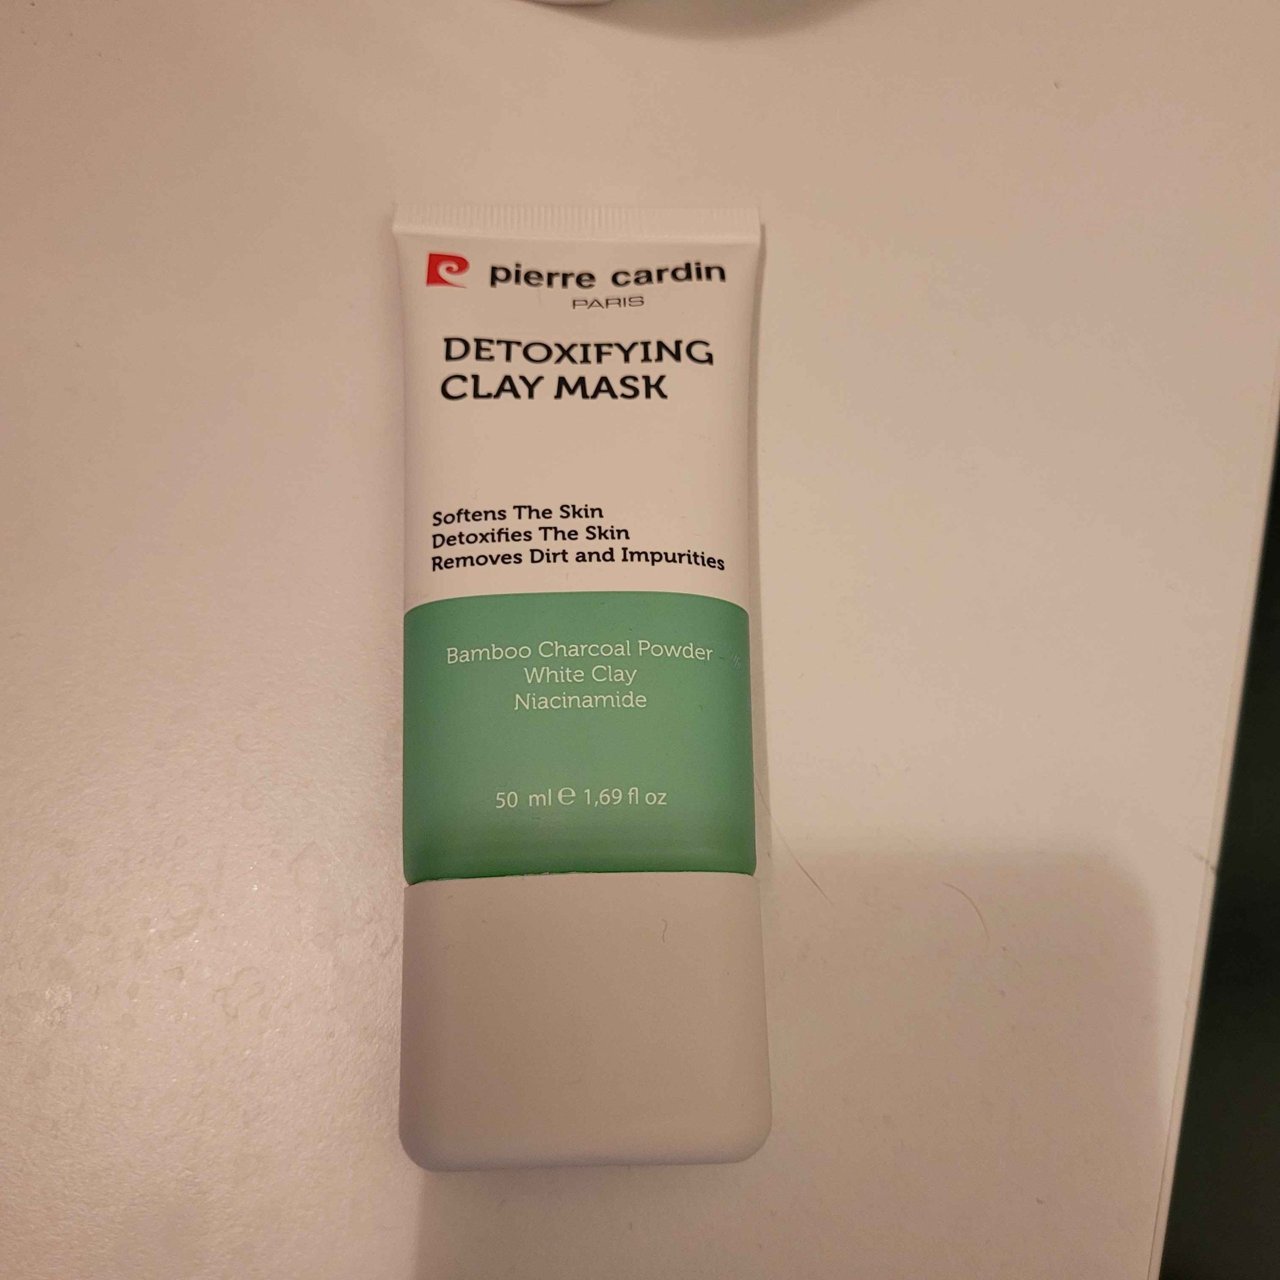 pierre cardin
PARIS
DETOXIFYING
CLAY MASK
Softens The Skin
Detoxifies The Skin
Removes Dirt and Impurities
Bamboo Charcoal Powder
White Clay
Niacinamide
50 ml ℮ 1,69 fl oz